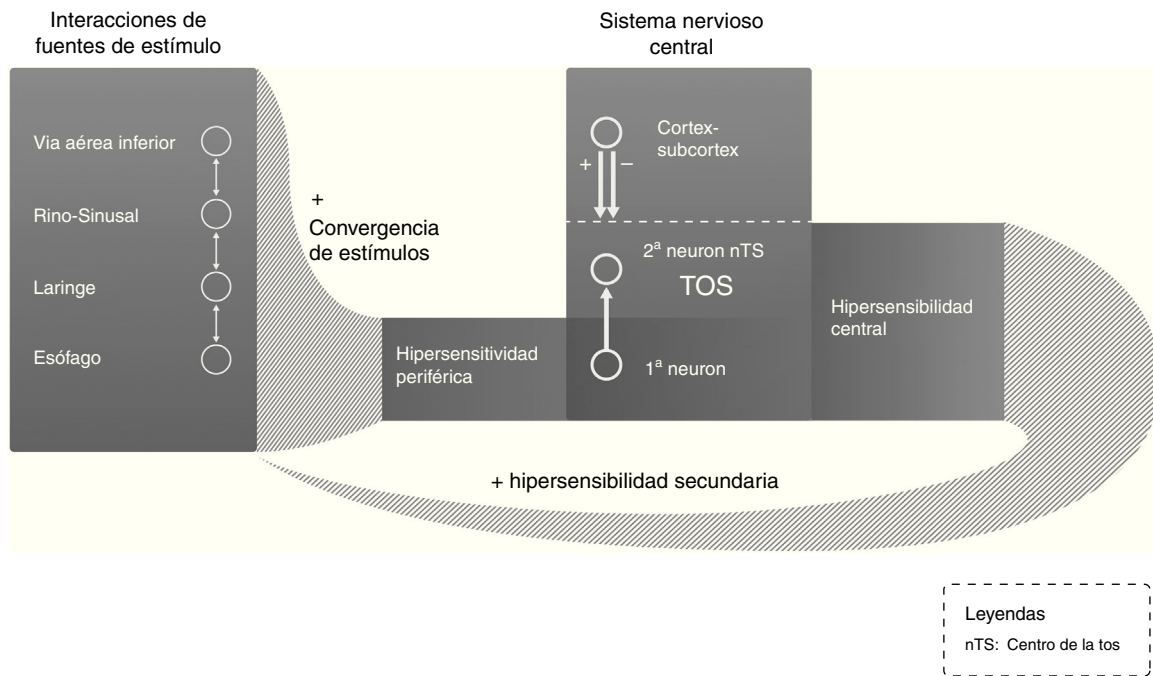 Interacciones de
fuentes de estímulo
Sistema nervioso
central
Via aérea inferior
Rino-Sinusal
Laringe
Esófago
+
Convergencia
de estímulos
Hipersensitividad
periférica
+ −
Cortex-
subcortex
2ª neuron nTS
TOS
1ª neuron
Hipersensibilidad
central
+ hipersensibilidad secundaria
Leyendas
nTS: Centro de la tos